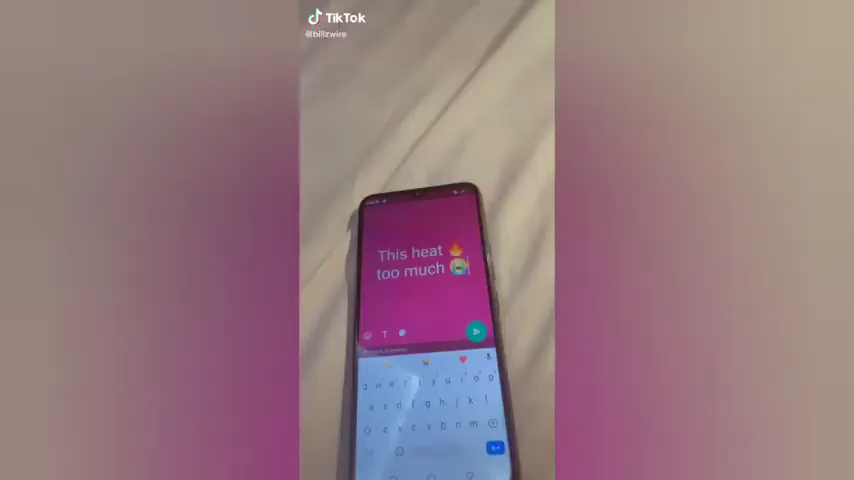 TikTok
@billzwire
This heat 🔥
too much 😭
T
q w e r t y u i o p
a s d f g h j k l
z x c v b n m